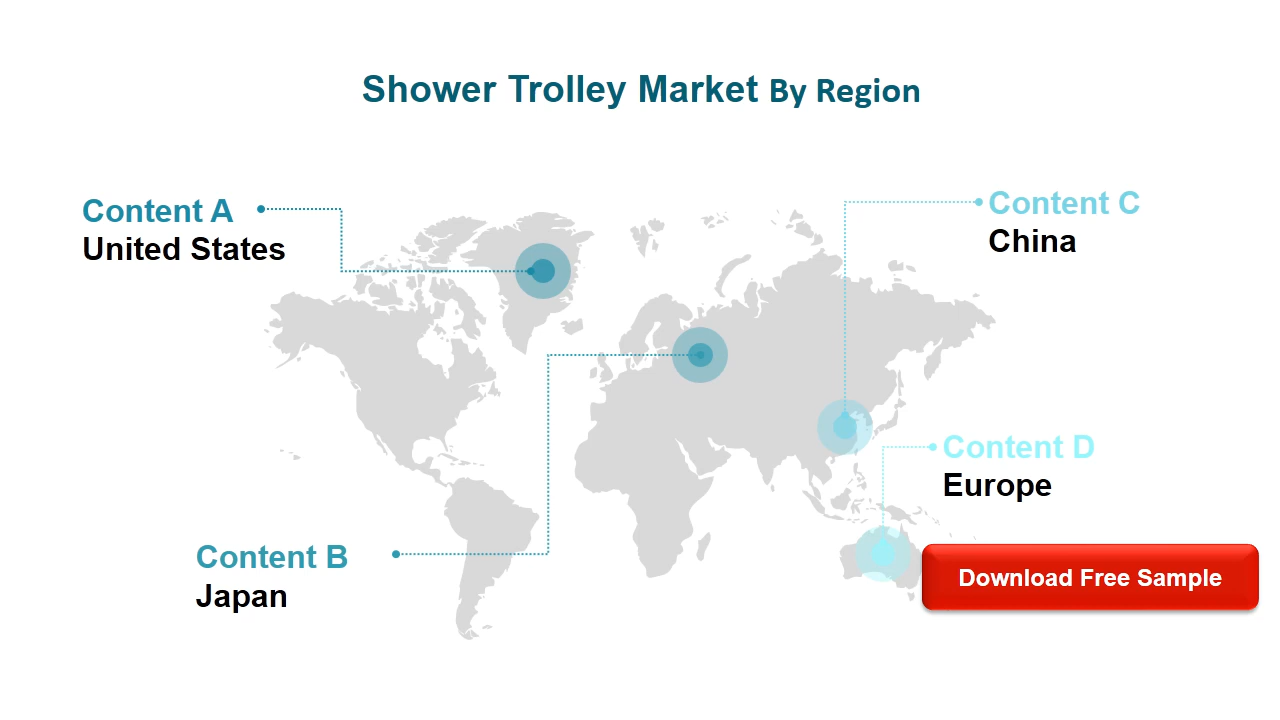 Shower Trolley Market By Region
Content A
United States
Content C
China
Content D
Europe
Content B
Japan
Download Free Sample